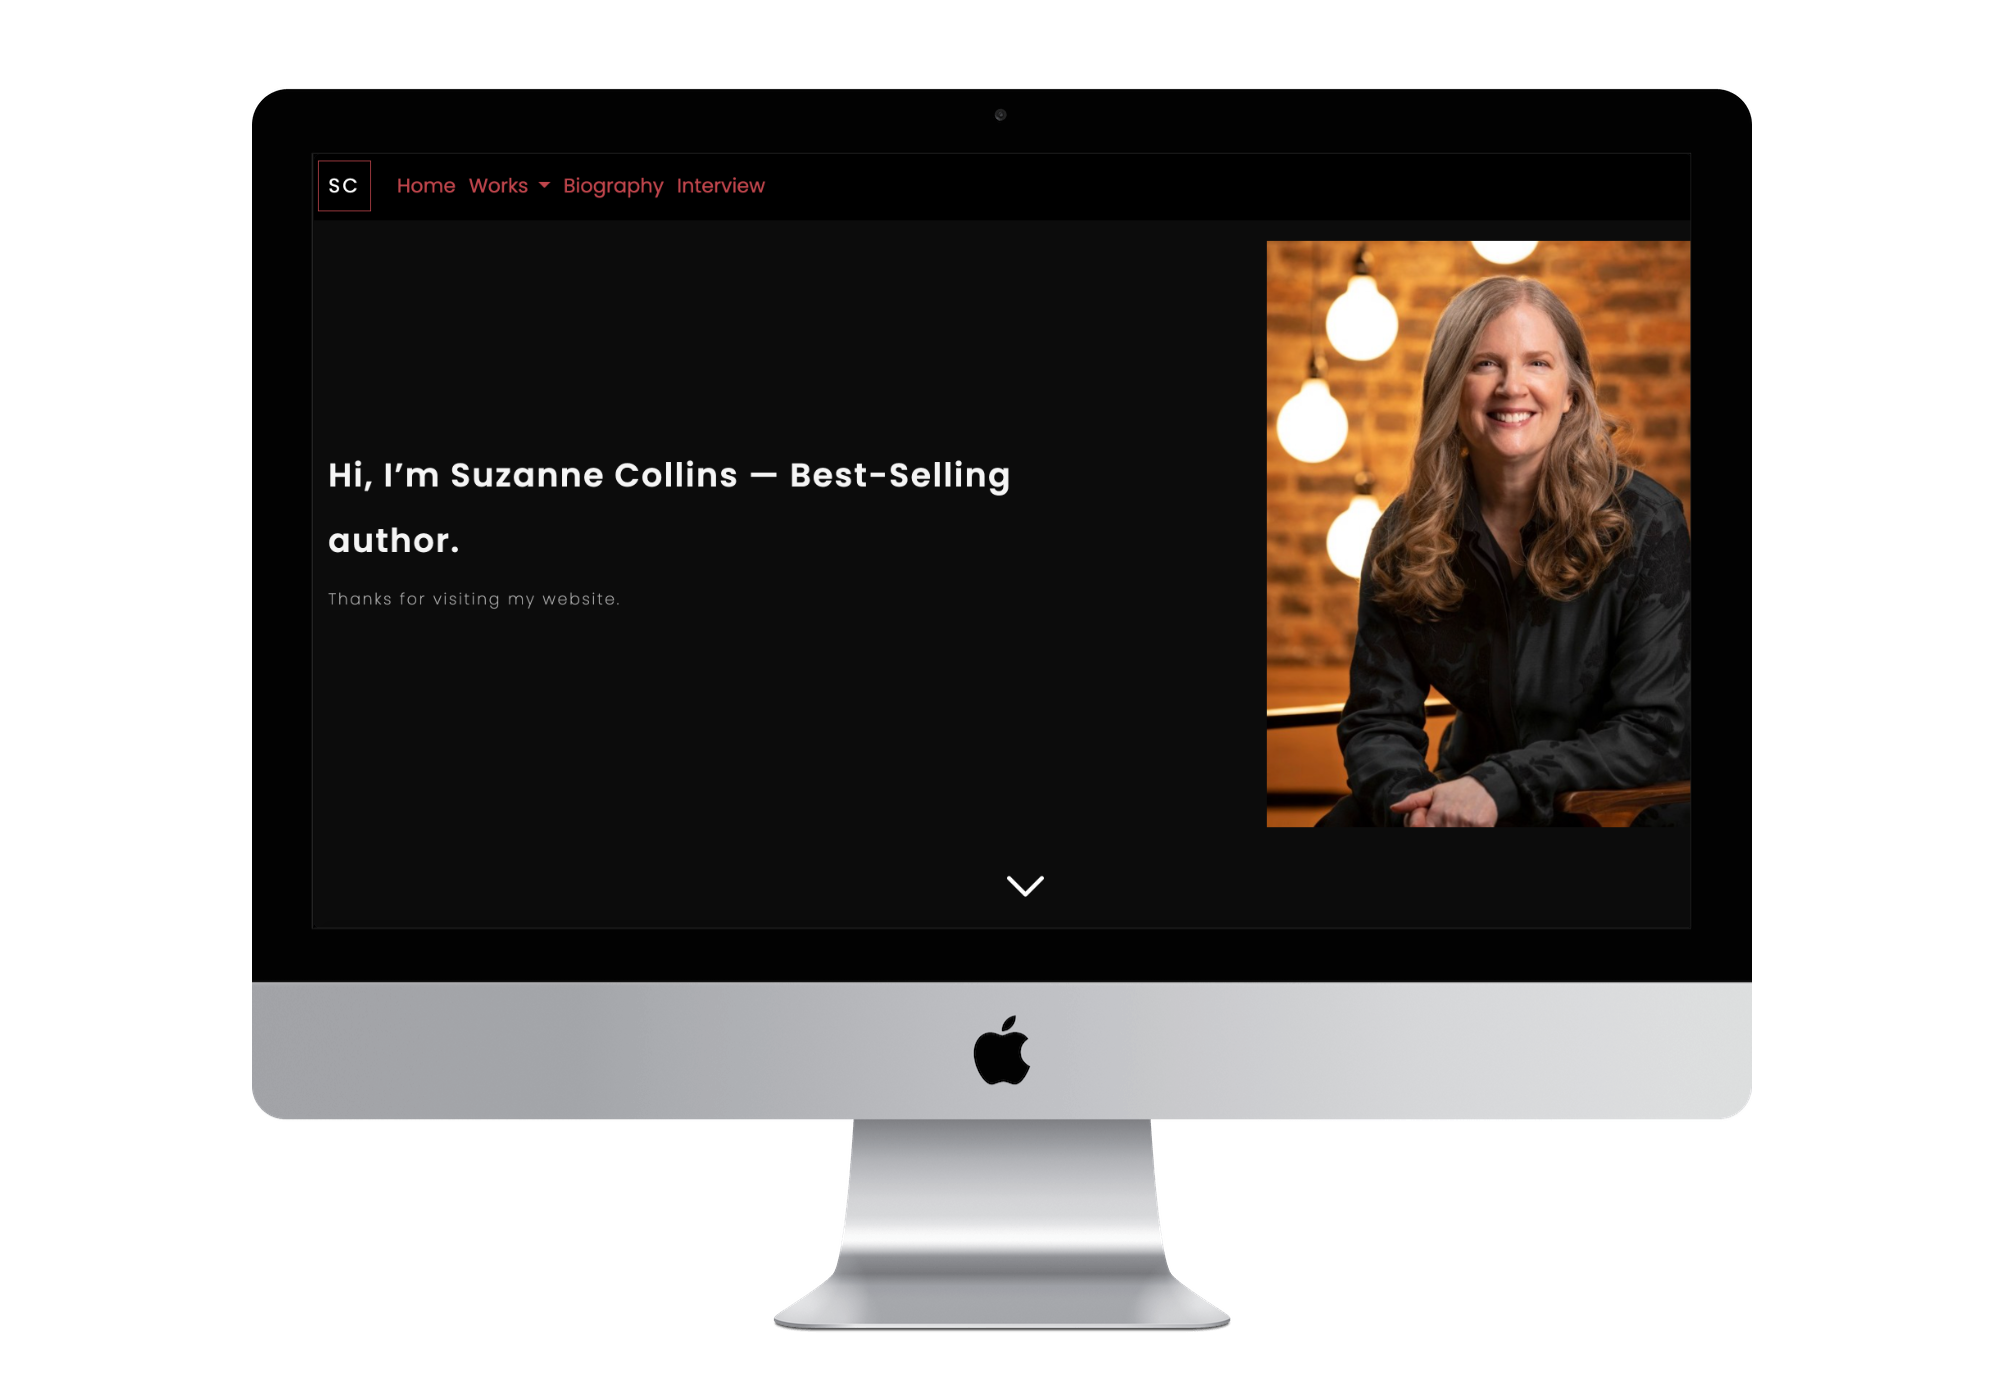 SC
Home Works Biography Interview
Hi, I’m Suzanne Collins — Best-Selling
author.
Thanks for visiting my website.